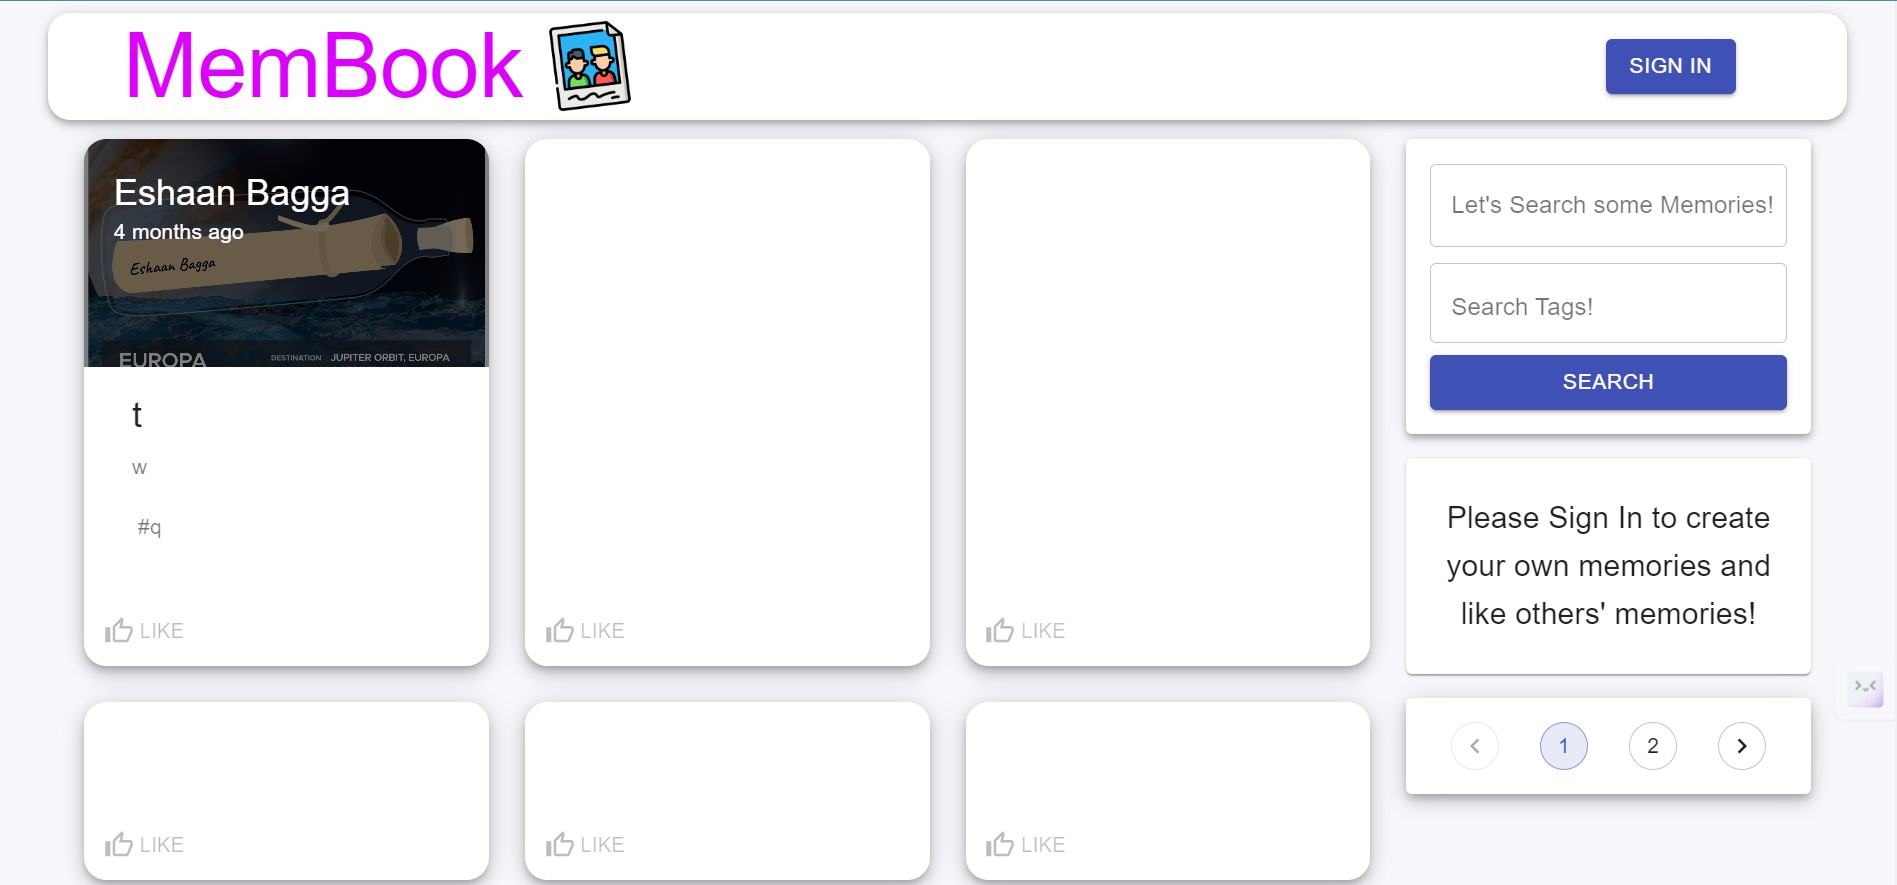 MemBook
SIGN IN
Eshaan Bagga
4 months ago
Eshaan Bagga
EUROPA
DESTINATION JUPITER ORBIT, EUROPA
t
w
#q
LIKE
LIKE
LIKE
LIKE
LIKE
LIKE
Let's Search some Memories!
Search Tags!
SEARCH
Please Sign In to create
your own memories and
like others' memories!
1
2